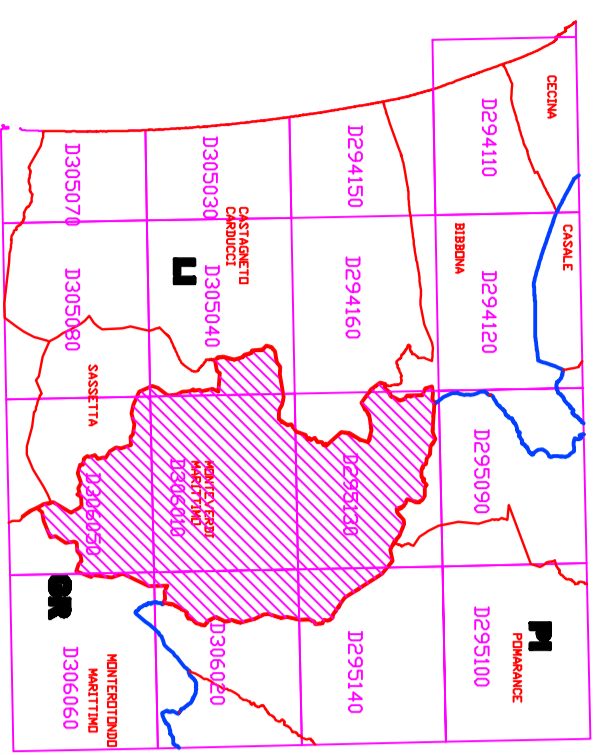 CECINA
CASALE
PI
POMARANCE
D294110
D294120
D295090
D295100
BIBBONA
D294150
D294160
D295130
D295140
CASTAGNETO
CARDUCCI
D305030
D305040
MONTEVERDI
MARITTIMO
D306010
D306020
LI
SASSETTA
D305070
D305080
D306050
D306060
MONTEROTONDO
MARITTIMO
GR